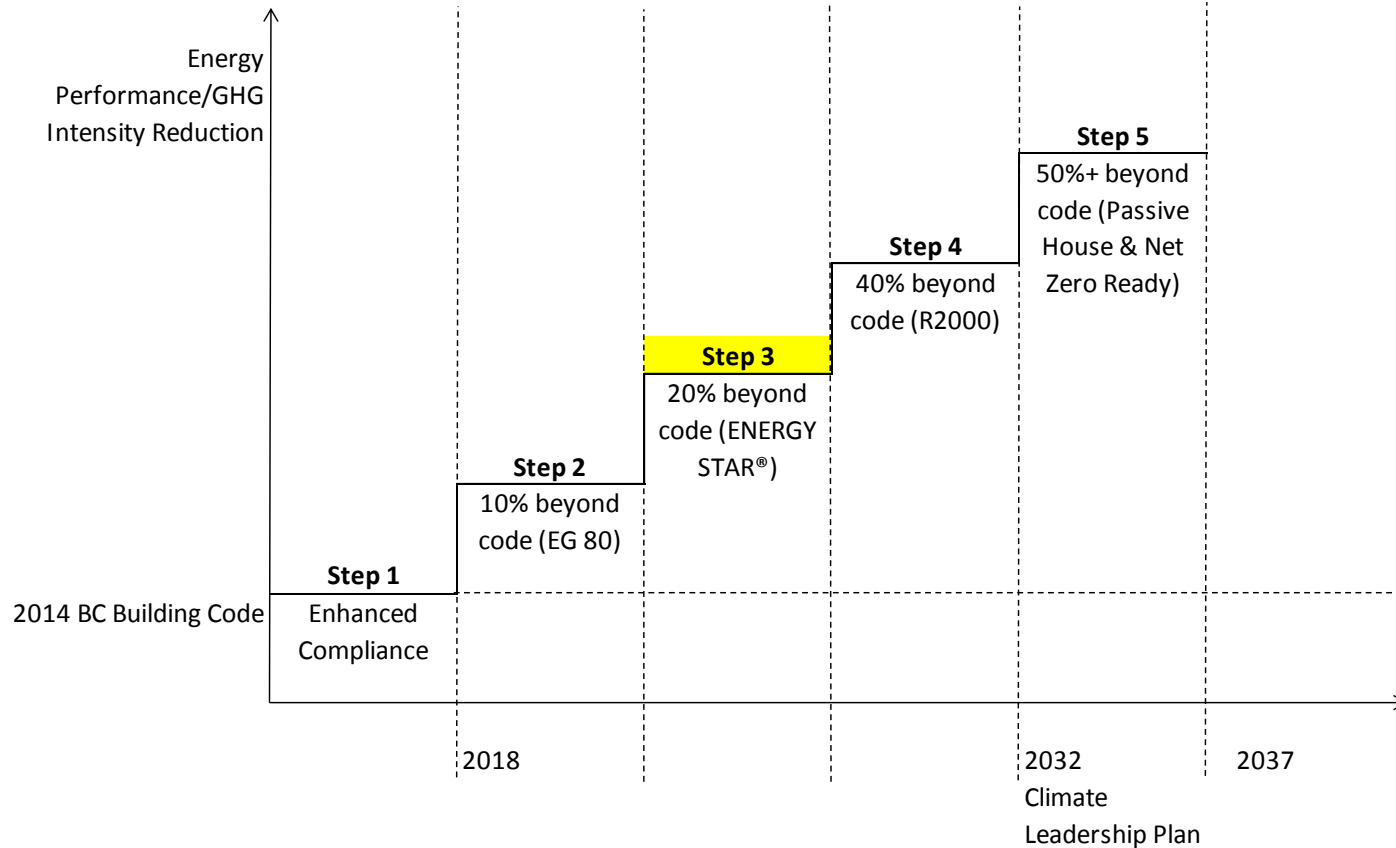 Energy
Performance/GHG
Intensity Reduction
Step 5
50%+ beyond
code (Passive
House & Net
Zero Ready)
Step 4
40% beyond
code (R2000)
Step 3
20% beyond
code (ENERGY
STAR®)
Step 2
10% beyond
code (EG 80)
Step 1
2014 BC Building Code
Enhanced
Compliance
2018
2032
Climate
Leadership Plan
2037